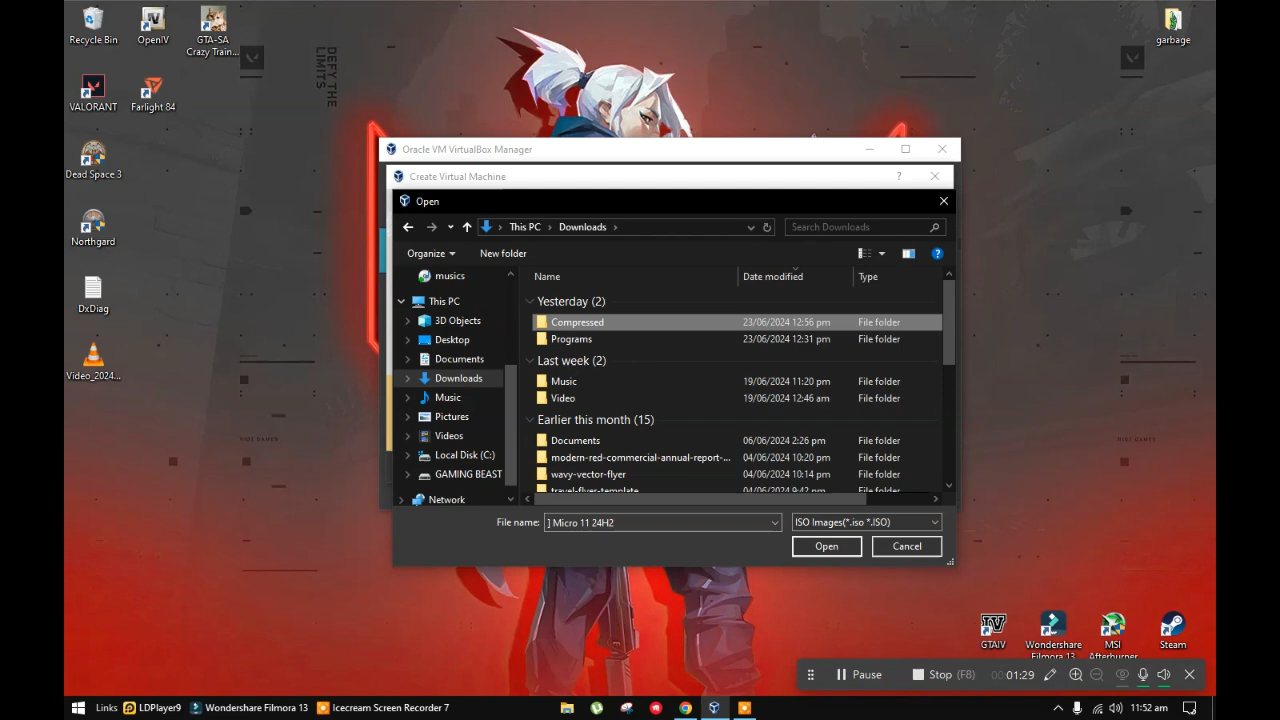 Recycle Bin
OpenIV
GTA-SA
Crazy Train...
garbage
DEFY THE
LIMITS
VALORANT
Farlight 84
Dead Space 3
Northgard
DxDiag
Video_2024...
Oracle VM VirtualBox Manager
Create Virtual Machine
?
Open
This PC > Downloads >
Search Downloads
Organize
New folder
?
Name
Date modified
Type
musics
This PC
3D Objects
Desktop
Documents
Downloads
Music
Pictures
Videos
Local Disk (C:)
GAMING BEAST
Network
Yesterday (2)
Compressed 23/06/2024 12:56 pm File folder
Programs 23/06/2024 12:31 pm File folder
Last week (2)
Music 19/06/2024 11:20 pm File folder
Video 19/06/2024 12:46 am File folder
Earlier this month (15)
Documents 06/06/2024 2:26 pm File folder
modern-red-commercial-annual-report-... 04/06/2024 10:20 pm File folder
wavy-vector-flyer 04/06/2024 10:14 pm File folder
travel-flyer-template 04/06/2024 9:42 pm File folder
File name: ] Micro 11 24H2
ISO Images(*.iso *.ISO)
Open
Cancel
RIOT GAMES
IV
GTAIV
Wondershare
Filmora 13
MSI
Afterburner
Steam
Pause
Stop (F8)
00:01:29
Links
LDPlayer9
Wondershare Filmora 13
Icecream Screen Recorder 7
11:52 am